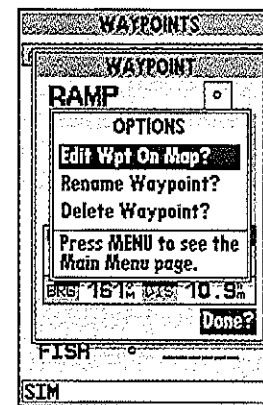 WAYPOINTS
WAYPOINT
RAMP
OPTIONS
Edit Wpt On Map?
Rename Waypoint?
Delete Waypoint?
Press MENU to see the
Main Menu page.
BRG 161°M DIS 10.9m
Done?
FISH
SIM